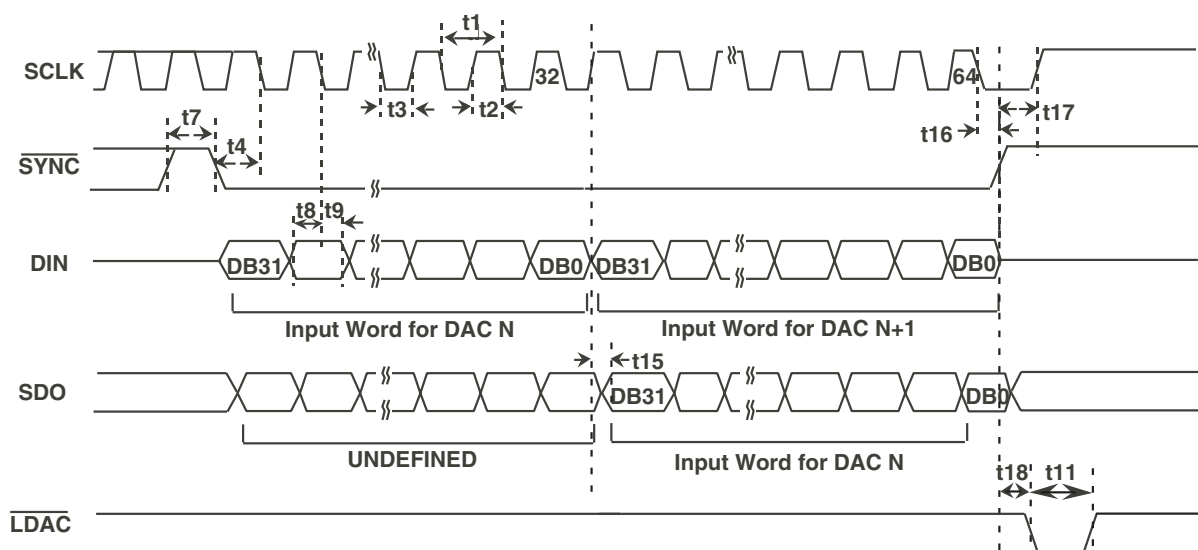 t1
SCLK
32
64
t3
t2
t16
t17
t7
t4
SYNC
t8
t9
DIN
DB31
DB0
DB31
DB0
Input Word for DAC N
Input Word for DAC N+1
t15
SDO
DB31
DB0
UNDEFINED
Input Word for DAC N
t18
t11
LDAC